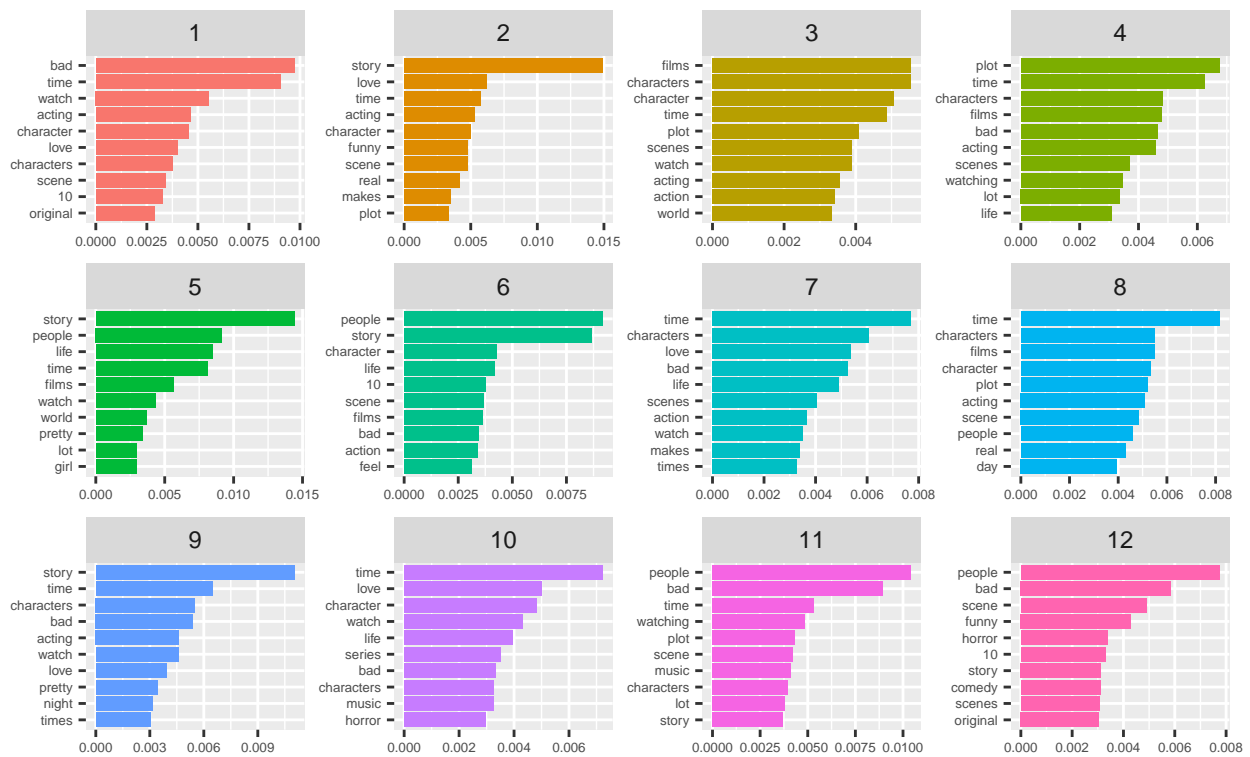 1
bad
time
watch
acting
character
love
characters
scene
10
original
0.0000 0.0025 0.0050 0.0075 0.0100
2
story
love
time
acting
character
funny
scene
real
makes
plot
0.000 0.005 0.010 0.015
3
films
characters
character
time
plot
scenes
watch
acting
action
world
0.000 0.002 0.004
4
plot
time
characters
films
bad
acting
scenes
watching
lot
life
0.000 0.002 0.004 0.006
5
story
people
life
time
films
watch
world
pretty
lot
girl
0.000 0.005 0.010 0.015
6
people
story
character
life
10
scene
films
bad
action
feel
0.0000 0.0025 0.0050 0.0075
7
time
characters
love
bad
life
scenes
action
watch
makes
times
0.000 0.002 0.004 0.006 0.008
8
time
characters
films
character
plot
acting
scene
people
real
day
0.000 0.002 0.004 0.006 0.008
9
story
time
characters
bad
acting
watch
love
pretty
night
times
0.000 0.003 0.006 0.009
10
time
love
character
watch
life
series
bad
characters
music
horror
0.000 0.002 0.004 0.006
11
people
bad
time
watching
plot
scene
music
characters
lot
story
0.0000 0.0025 0.0050 0.0075 0.0100
12
people
bad
scene
funny
horror
10
story
comedy
scenes
original
0.000 0.002 0.004 0.006 0.008